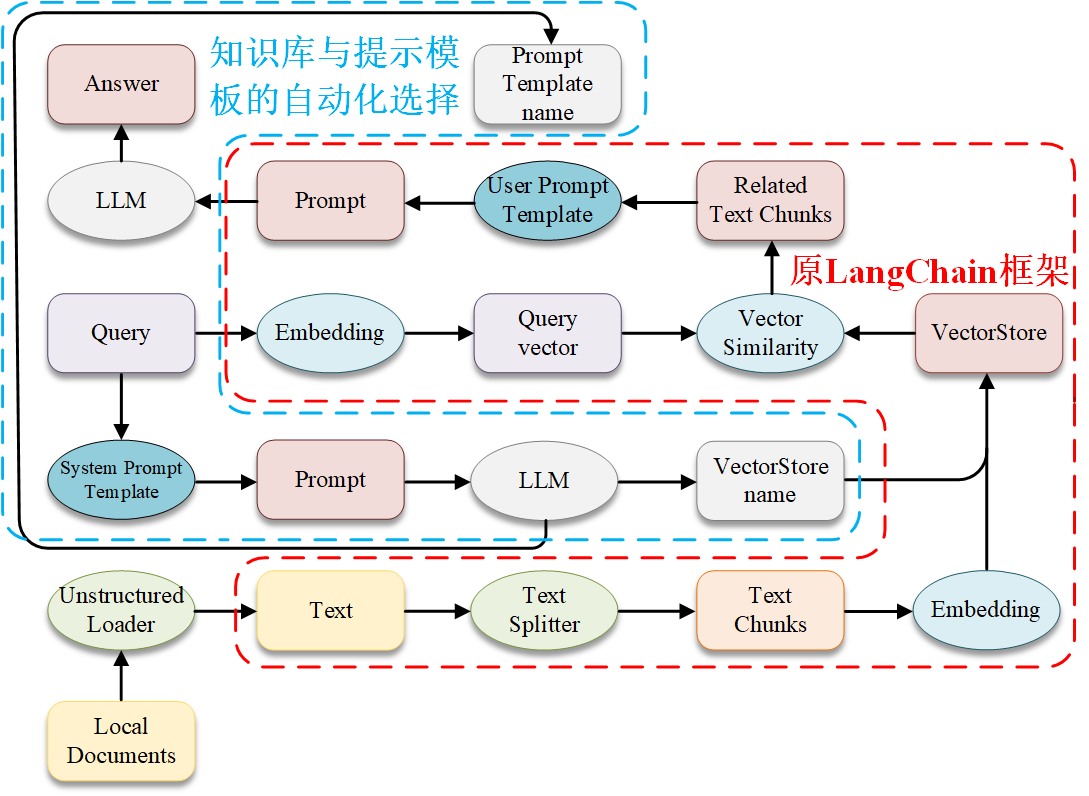 Answer
知识库与提示模
板的自动化选择
Prompt
Template
name
LLM
Prompt
User Prompt
Template
Related
Text Chunks
原LangChain框架
Query
Embedding
Query
vector
Vector
Similarity
VectorStore
System Prompt
Template
Prompt
LLM
VectorStore
name
Unstructured
Loader
Text
Text
Splitter
Text
Chunks
Embedding
Local
Documents